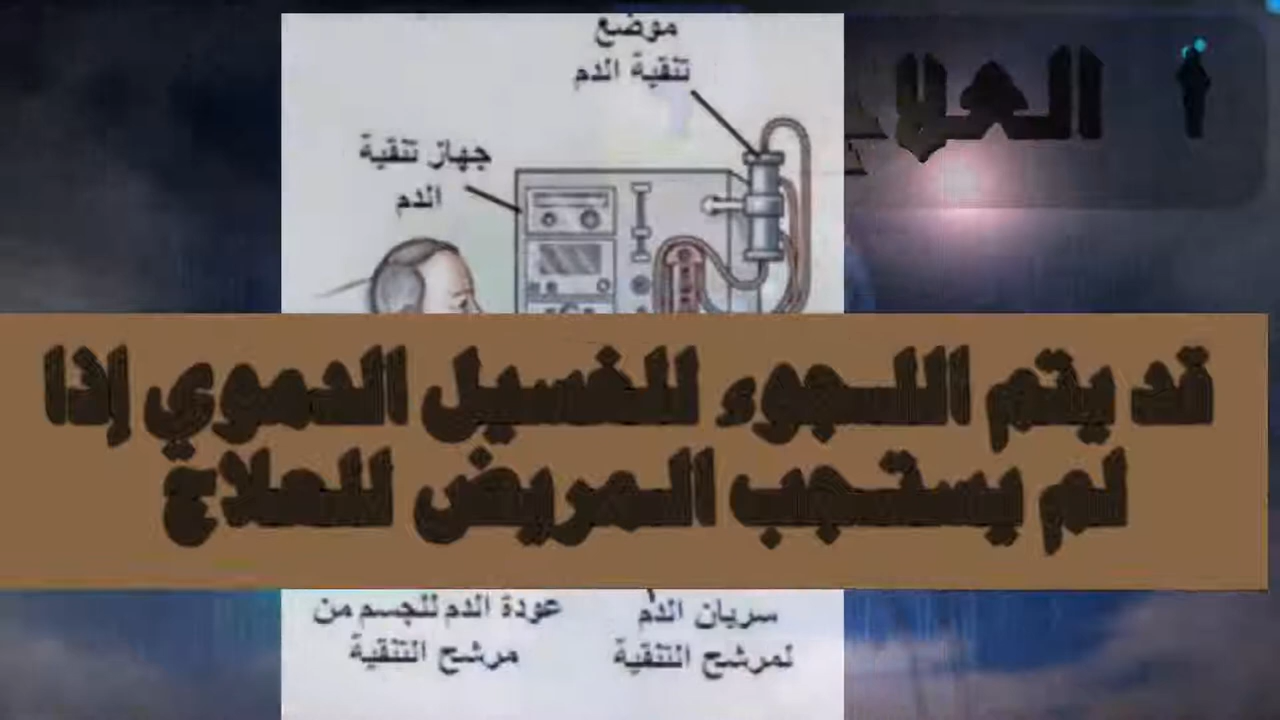 موضع
تنقية الدم
العلا
جهاز تنقية
الدم
قد يتم اللجوء للغسيل الدموي إذا
لم يستجب المريض للعلاج
سريان الدم
لمرشح التنقية
عودة الدم للجسم من
مرشح التنقية